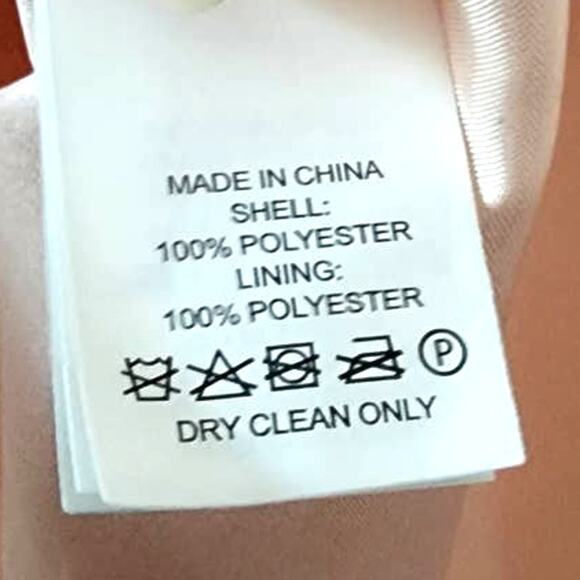 MADE IN CHINA
SHELL:
100% POLYESTER
LINING:
100% POLYESTER
P
DRY CLEAN ONLY